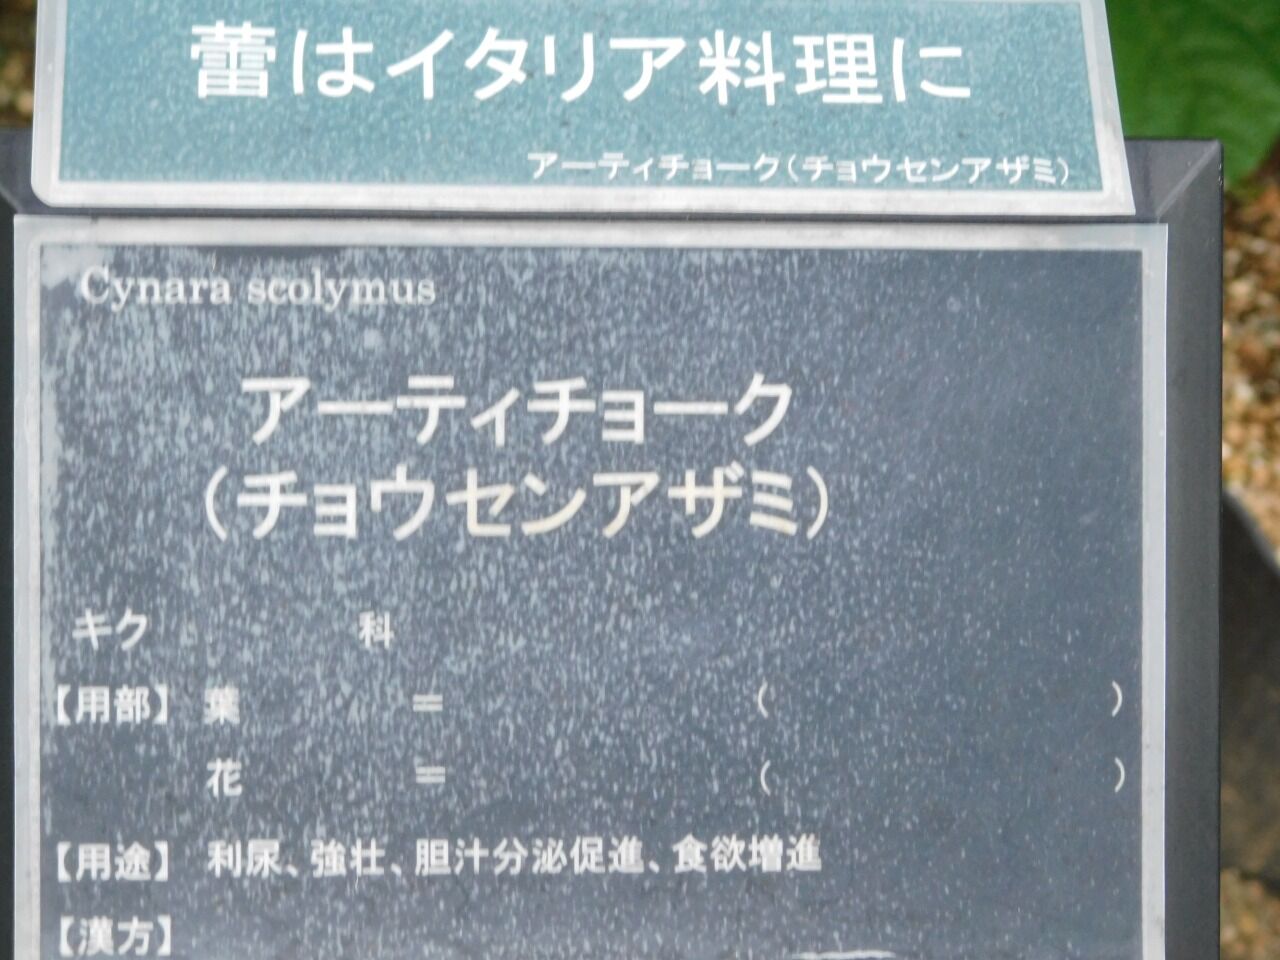 蕾はイタリア料理に
アーティチョーク(チョウセンアザミ)
Cynara scolymus
アーティチョーク
(チョウセンアザミ)
キク 科
【用部】 葉 = ( )
花 = ( )
【用途】 利尿、強壮、胆汁分泌促進、食欲増進
【漢方】